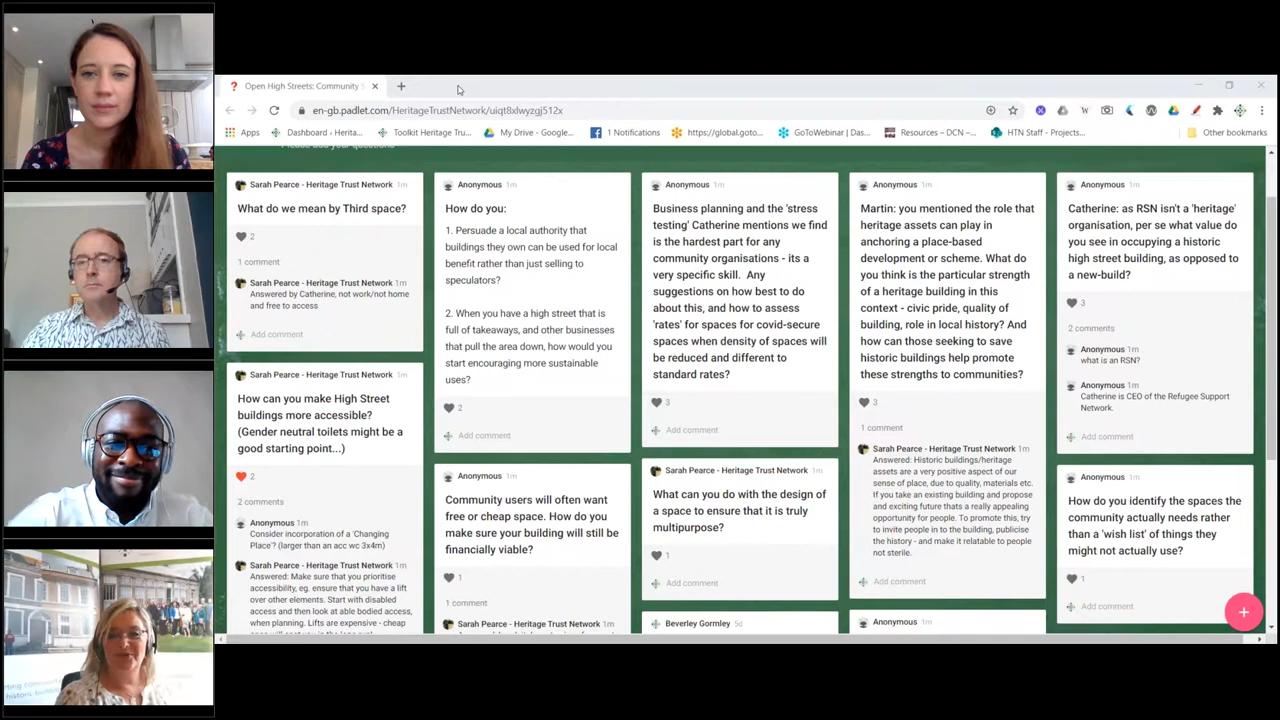 Open High Streets: Community
en-gb.padlet.com/HeritageTrustNetwork/uiqt8xlwyzgj512x
Apps
Dashboard ‹ Herita...
Toolkit Heritage Tru...
My Drive - Google...
1 Notifications
https://global.goto...
GoToWebinar | Das...
Resources – DCN –...
HTN Staff - Projects...
Other bookmarks
Please add your questions
Sarah Pearce - Heritage Trust Network 1m
What do we mean by Third space?
2
1 comment
Sarah Pearce - Heritage Trust Network 1m
Answered by Catherine, not work/not home
and free to access
Add comment
Sarah Pearce - Heritage Trust Network 1m
How can you make High Street
buildings more accessible?
(Gender neutral toilets might be a
good starting point...)
2
2 comments
Anonymous 1m
Consider incorporation of a 'Changing
Place'? (larger than an acc wc 3x4m)
Sarah Pearce - Heritage Trust Network 1m
Answered: Make sure that you prioritise
accessibility, eg. ensure that you have a lift
over other elements. Start with disabled
access and then look at able bodied access,
when planning. Lifts are expensive - cheap
Anonymous 1m
How do you:
1. Persuade a local authority that
buildings they own can be used for local
benefit rather than just selling to
speculators?
2. When you have a high street that is
full of takeaways, and other businesses
that pull the area down, how would you
start encouraging more sustainable
uses?
2
Add comment
Anonymous 1m
Community users will often want
free or cheap space. How do you
make sure your building will still be
financially viable?
1
1 comment
Sarah Pearce - Heritage Trust Network 1m
Anonymous 1m
Business planning and the 'stress
testing' Catherine mentions we find
is the hardest part for any
community organisations - its a
very specific skill. Any
suggestions on how best to do
about this, and how to assess
'rates' for spaces for covid-secure
spaces when density of spaces will
be reduced and different to
standard rates?
3
Add comment
Sarah Pearce - Heritage Trust Network 1m
What can you do with the design of
a space to ensure that it is truly
multipurpose?
1
Add comment
Beverley Gormley 5d
Anonymous 1m
Martin: you mentioned the role that
heritage assets can play in
anchoring a place-based
development or scheme. What do
you think is the particular strength
of a heritage building in this
context - civic pride, quality of
building, role in local history? And
how can those seeking to save
historic buildings help promote
these strengths to communities?
3
1 comment
Sarah Pearce - Heritage Trust Network 1m
Answered: Historic buildings/heritage
assets are a very positive aspect of our
sense of place, due to quality, materials etc.
If you take an existing building and propose
and exciting future thats a really appealing
opportunity for people. To promote this, try
to invite people in to the building, publicise
the history - and make it relatable to people
not sterile.
Add comment
Anonymous 1m
Anonymous 1m
Catherine: as RSN isn't a 'heritage'
organisation, per se what value do
you see in occupying a historic
high street building, as opposed to
a new-build?
3
2 comments
Anonymous 1m
what is an RSN?
Anonymous 1m
Catherine is CEO of the Refugee Support
Network.
Add comment
Anonymous 1m
How do you identify the spaces the
community actually needs rather
than a 'wish list' of things they
might not actually use?
1
Add comment
historic build